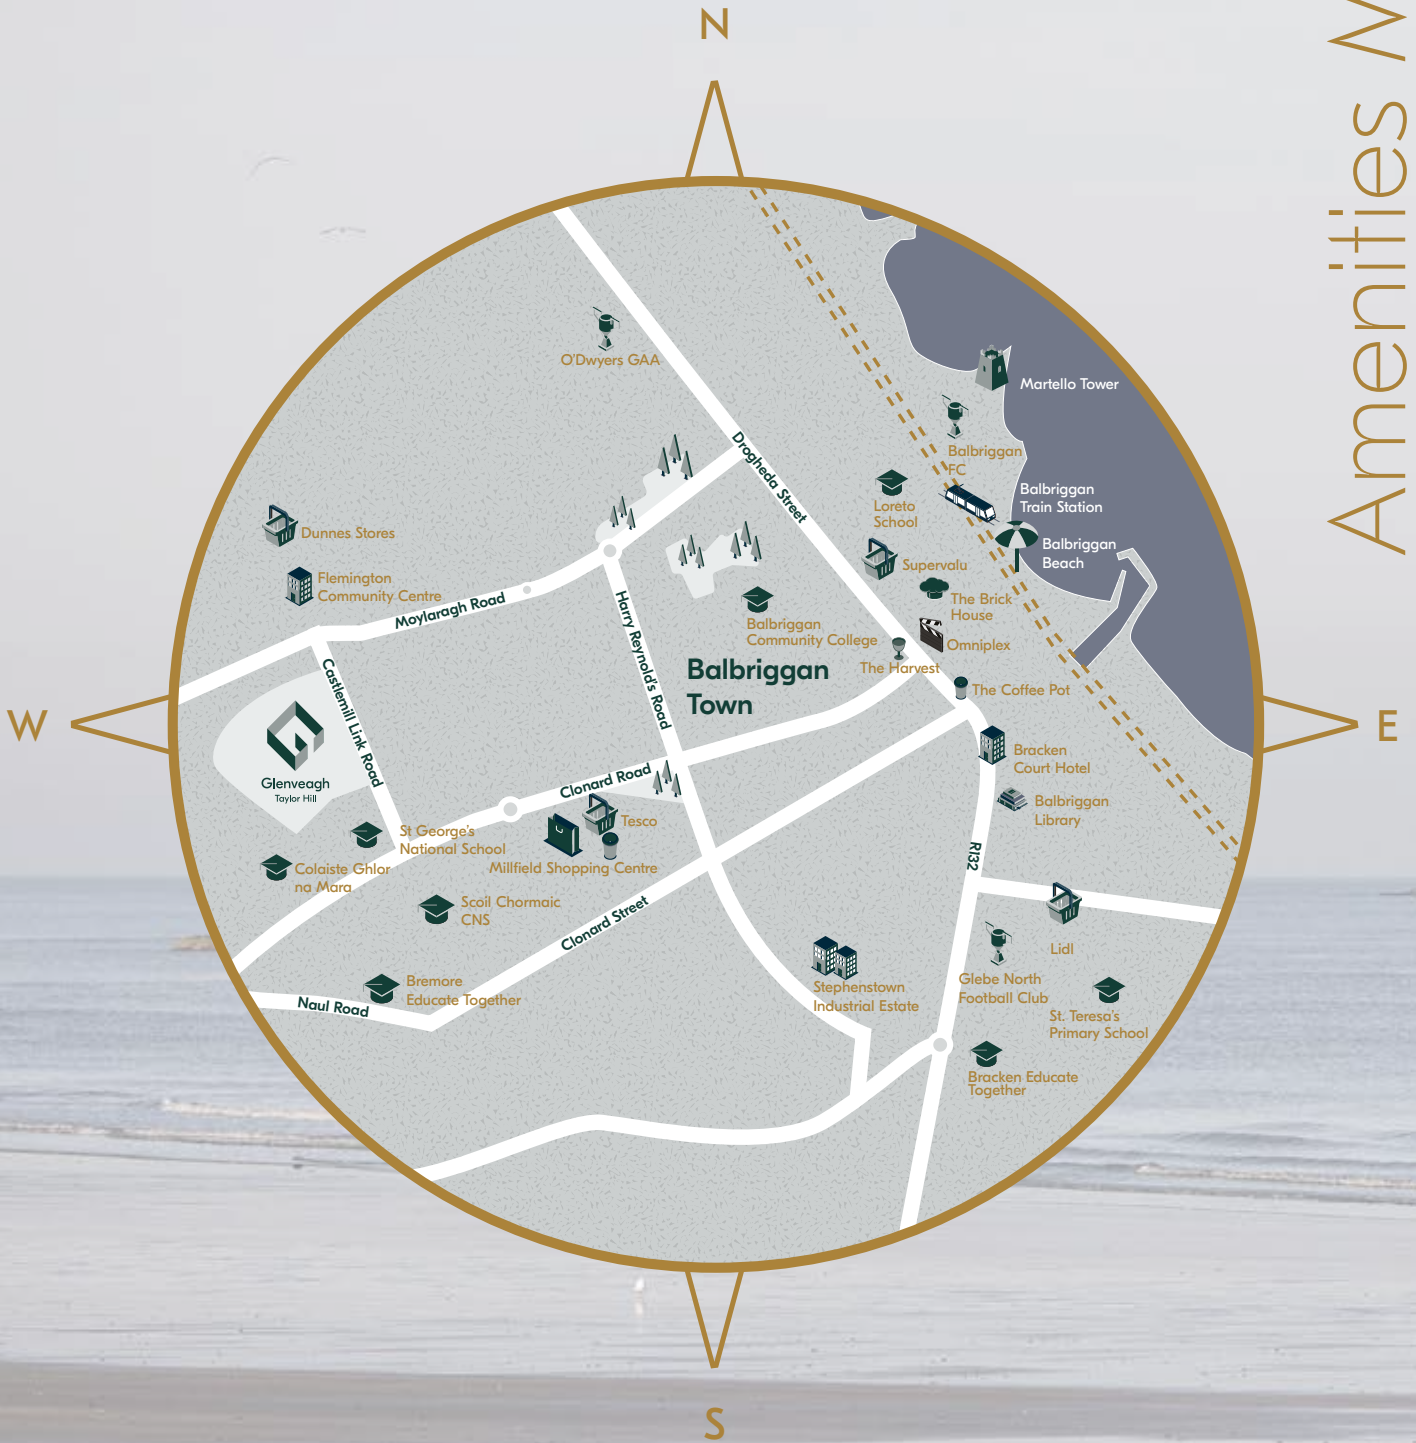 N
Amenities
O'Dwyers GAA
Martello Tower
Balbriggan
FC
Drogheda Street
Balbriggan
Train Station
Loreto
School
Dunnes Stores
Balbriggan
Beach
Supervalu
Flemington
Community Centre
Moylaragh Road
The Brick
House
Harry Reynold's Road
Balbriggan
Community College
Omniplex
The Harvest
Balbriggan
Town
The Coffee Pot
Castlemill Link Road
W
E
Glenveagh
Taylor Hill
Bracken
Court Hotel
Clonard Road
Balbriggan
Library
Tesco
St George's
National School
Millfield Shopping Centre
R132
Colaiste Ghlor
na Mara
Scoil Chormaic
CNS
Clonard Street
Lidl
Bremore
Educate Together
Naul Road
Stephenstown
Industrial Estate
Glebe North
Football Club
St. Teresa's
Primary School
Bracken Educate
Together
S